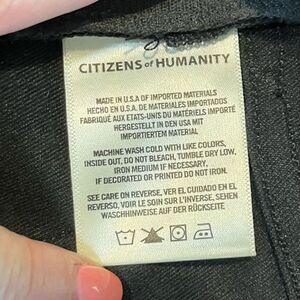 CITIZENS of HUMANITY
MADE IN U.S.A OF IMPORTED MATERIALS
HECHO EN U.S.A. DE MATERIALES IMPORTADOS
FABRIQUÉ AUX ETATS-UNIS DU MATÉRIELS IMPORTÉ
HERGESTELLT IN DEN USA MIT
IMPORTIERTEM MATERIAL
MACHINE WASH COLD WITH LIKE COLORS,
INSIDE OUT, DO NOT BLEACH, TUMBLE DRY LOW,
IRON MEDIUM IF NECESSARY.
IF DECORATED OR PRINTED DO NOT IRON.
SEE CARE ON REVERSE, VER EL CUIDADO EN EL
REVERSO, VOIR LE SOIN SUR L'INVERSE, SEHEN
WASCHHINWEISE AUF DER RÜCKSEITE